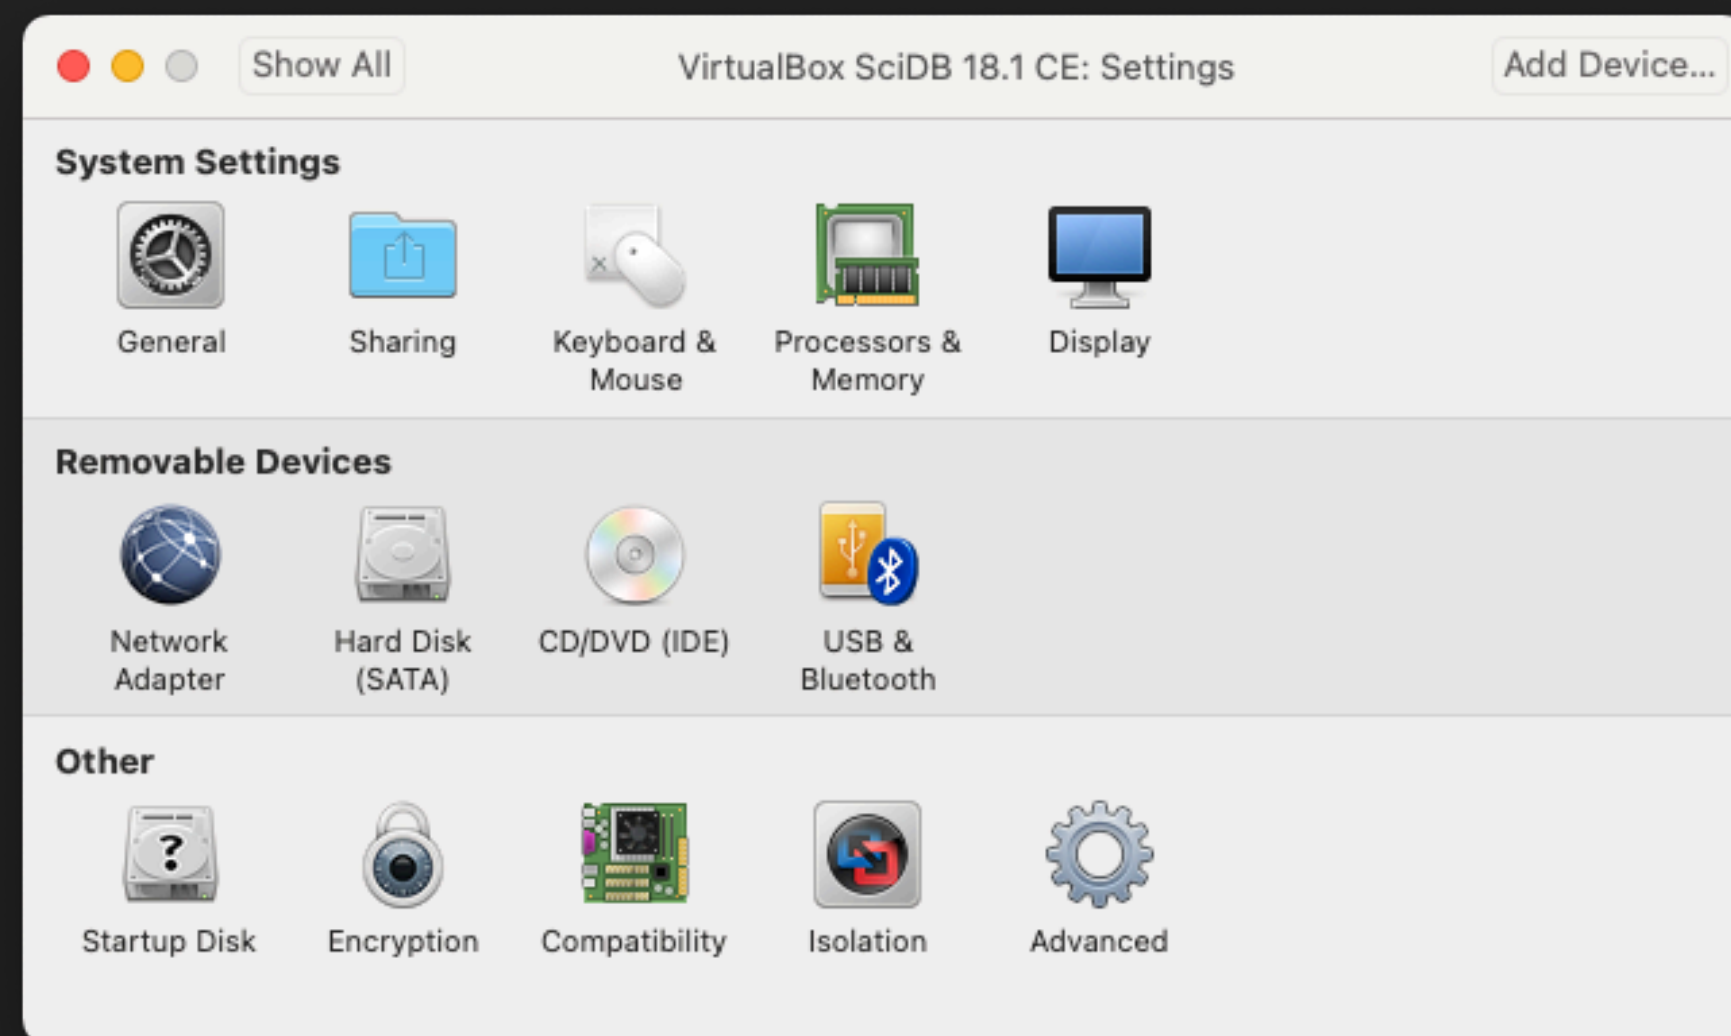 Show All
VirtualBox SciDB 18.1 CE: Settings
Add Device...
System Settings
General
Sharing
Keyboard &
Mouse
Processors &
Memory
Display
Removable Devices
Network
Adapter
Hard Disk
(SATA)
CD/DVD (IDE)
USB &
Bluetooth
Other
?
Startup Disk
Encryption
Compatibility
Isolation
Advanced